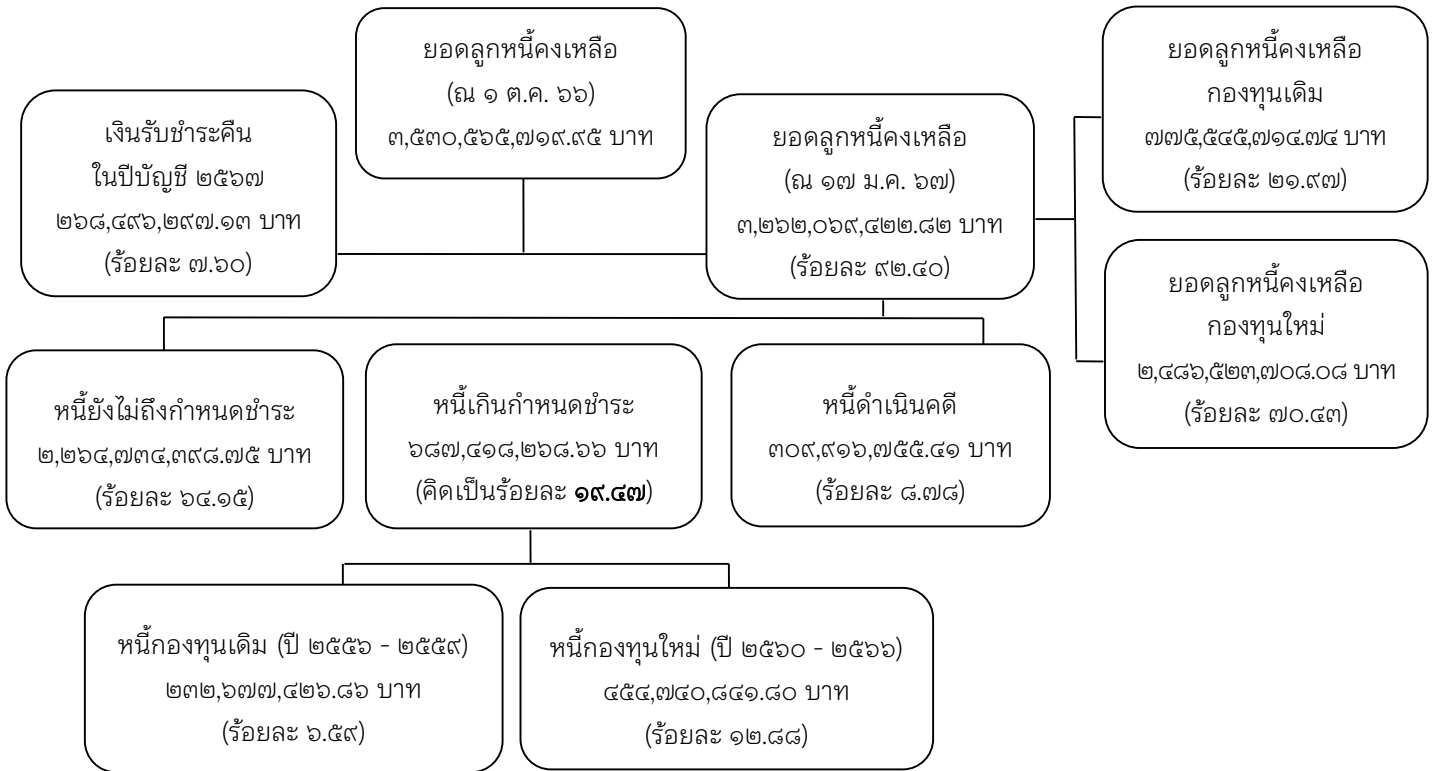 ยอดลูกหนี้คงเหลือ
(ณ ๑ ต.ค. ๖๖)
๓,๕๓๐,๕๖๕,๗๑๙.๙๕ บาท
เงินรับชำระคืน
ในปีบัญชี ๒๕๖๗
๒๖๘,๔๙๖,๒๙๗.๑๓ บาท
(ร้อยละ ๗.๖๐)
ยอดลูกหนี้คงเหลือ
(ณ ๑๗ ม.ค. ๖๗)
๓,๒๖๒,๐๖๙,๔๒๒.๘๒ บาท
(ร้อยละ ๙๒.๔๐)
ยอดลูกหนี้คงเหลือ
กองทุนเดิม
๗๗๕,๕๔๕,๗๑๔.๗๔ บาท
(ร้อยละ ๒๑.๙๗)
ยอดลูกหนี้คงเหลือ
กองทุนใหม่
๒,๔๘๖,๕๒๓,๗๐๘.๐๘ บาท
(ร้อยละ ๗๐.๔๓)
หนี้ยังไม่ถึงกำหนดชำระ
๒,๒๖๔,๗๓๔,๓๙๘.๗๕ บาท
(ร้อยละ ๖๔.๑๕)
หนี้เกินกำหนดชำระ
๖๘๗,๔๑๘,๒๖๘.๖๖ บาท
(คิดเป็นร้อยละ ๑๙.๔๗)
หนี้ดำเนินคดี
๓๐๙,๙๑๖,๗๕๕.๔๑ บาท
(ร้อยละ ๘.๗๘)
หนี้กองทุนเดิม (ปี ๒๕๕๖ - ๒๕๕๙)
๒๓๒,๖๗๗,๔๒๖.๘๖ บาท
(ร้อยละ ๖.๕๙)
หนี้กองทุนใหม่ (ปี ๒๕๖๐ - ๒๕๖๖)
๔๕๔,๗๔๐,๘๔๑.๘๐ บาท
(ร้อยละ ๑๒.๘๘)